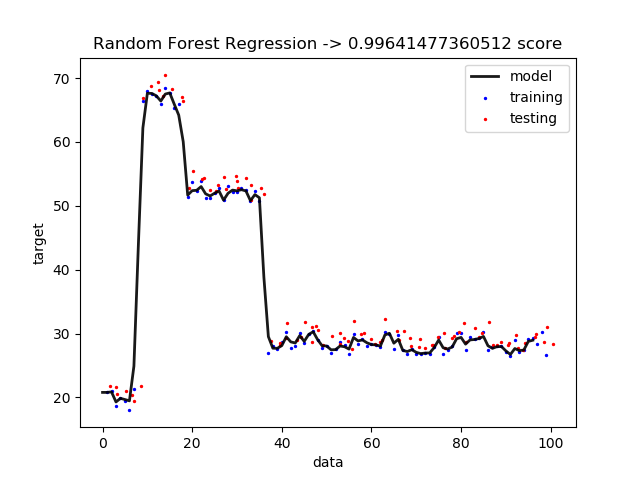 Random Forest Regression -> 0.99641477360512 score
model
training
testing
70
60
50
40
30
20
target
0 20 40 60 80 100
data